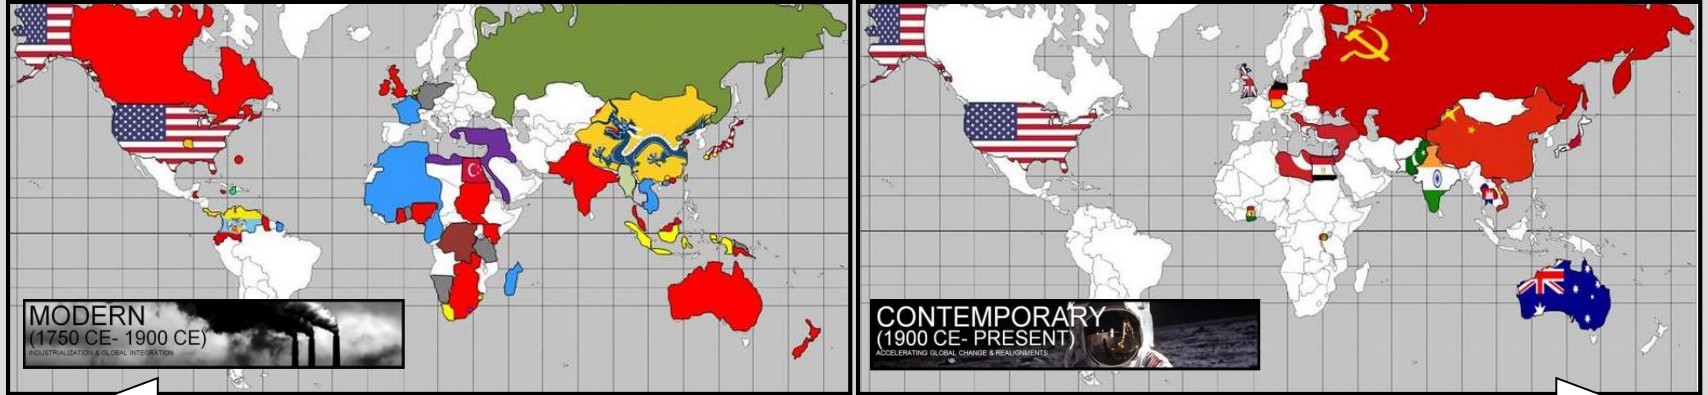 MODERN
(1750 CE- 1900 CE)
INDUSTRIALIZATION & GLOBAL INTEGRATION
CONTEMPORARY
(1900 CE- PRESENT)
ACCELERATING GLOBAL CHANGE & REALIGNMENTS